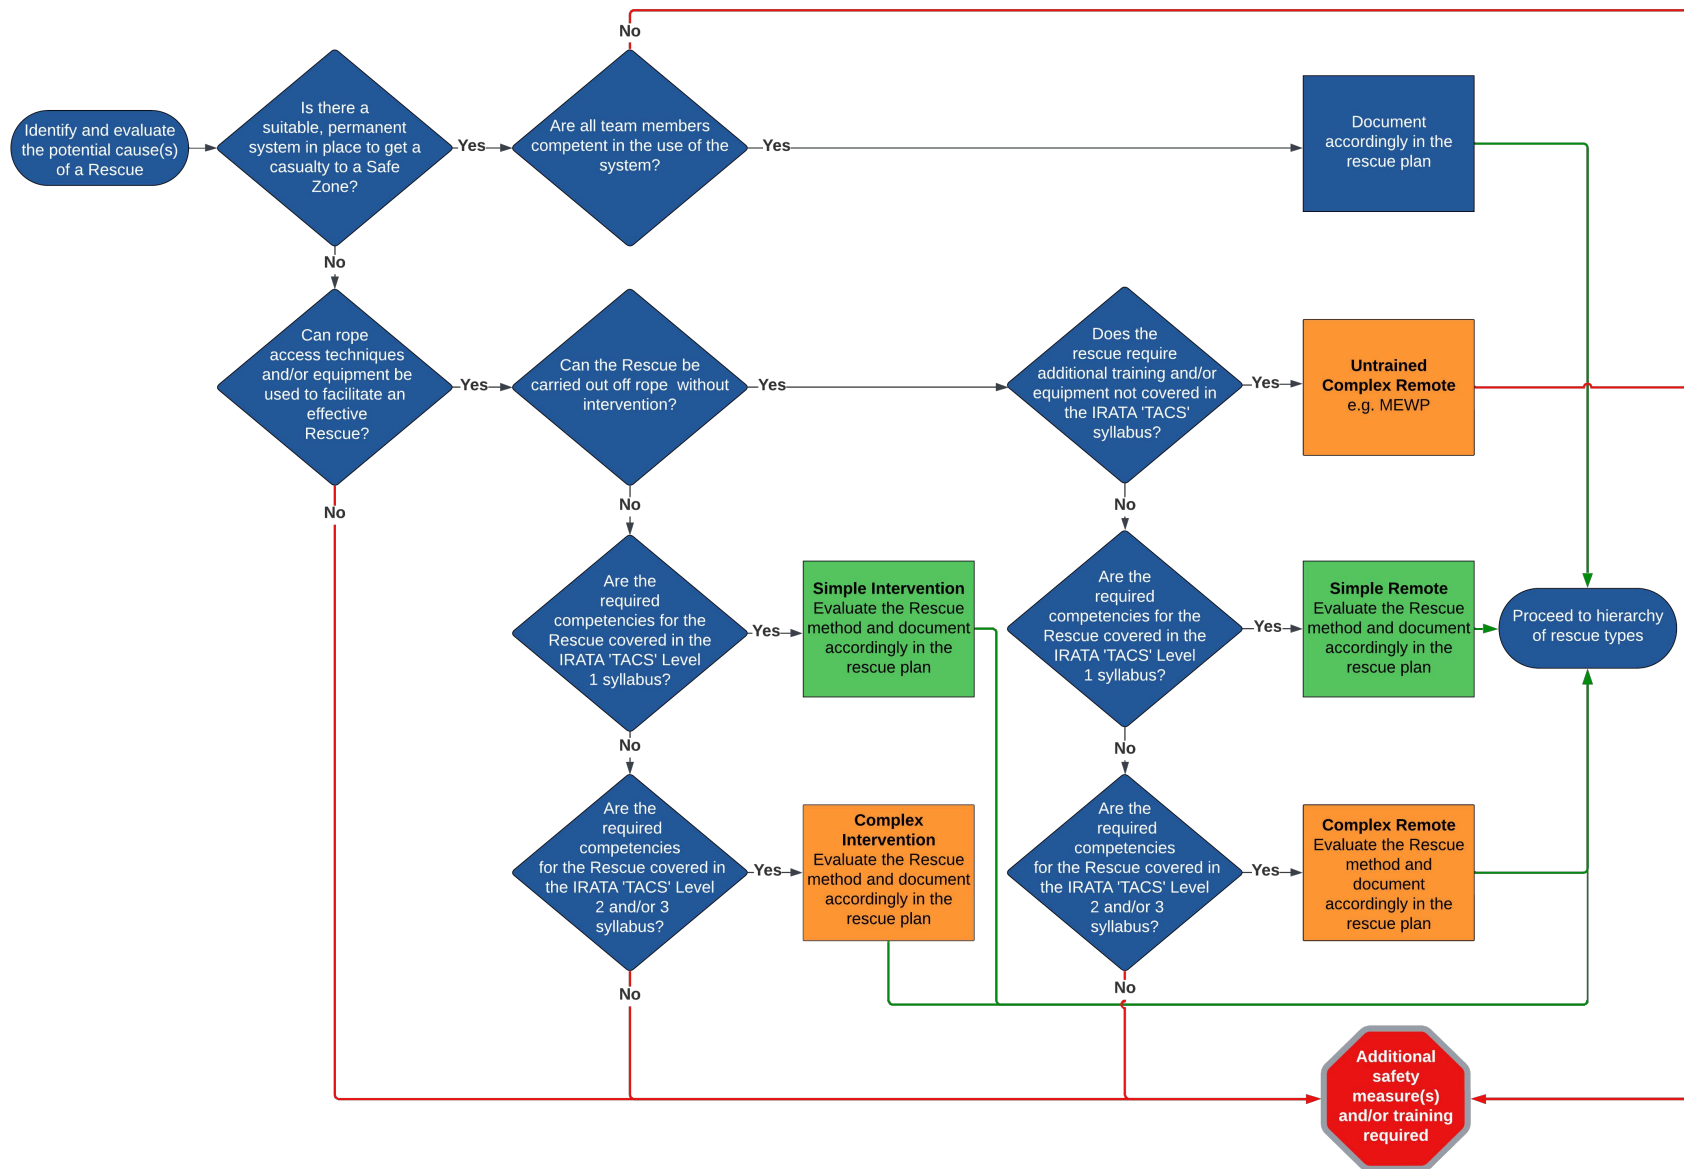 No
Identify and evaluate
the potential cause(s)
of a Rescue
Is there a
suitable, permanent
system in place to get a
casualty to a Safe
Zone?
Yes
Are all team members
competent in the use of the
system?
Yes
Document
accordingly in the
rescue plan
No
Can rope
access techniques
and/or equipment be
used to facilitate an
effective
Rescue?
Yes
Can the Rescue be
carried out off rope without
intervention?
Yes
Does the
rescue require
additional training and/or
equipment not covered in
the IRATA 'TACS'
syllabus?
Yes
Untrained
Complex Remote
e.g. MEWP
No
No
No
Are the
required
competencies for the
Rescue covered in the
IRATA 'TACS' Level
1 syllabus?
Yes
Simple Intervention
Evaluate the Rescue
method and document
accordingly in the
rescue plan
Are the
required
competencies for the
Rescue covered in the
IRATA 'TACS' Level
1 syllabus?
Yes
Simple Remote
Evaluate the Rescue
method and document
accordingly in the
rescue plan
Proceed to hierarchy
of rescue types
No
No
Are the
required
competencies
for the Rescue covered in
the IRATA 'TACS' Level
2 and/or 3
syllabus?
Yes
Complex
Intervention
Evaluate the Rescue
method and document
accordingly in the
rescue plan
Are the
required
competencies
for the Rescue covered in
the IRATA 'TACS' Level
2 and/or 3
syllabus?
Yes
Complex Remote
Evaluate the Rescue
method and
document
accordingly in the
rescue plan
No
No
Additional
safety
measure(s)
and/or training
required